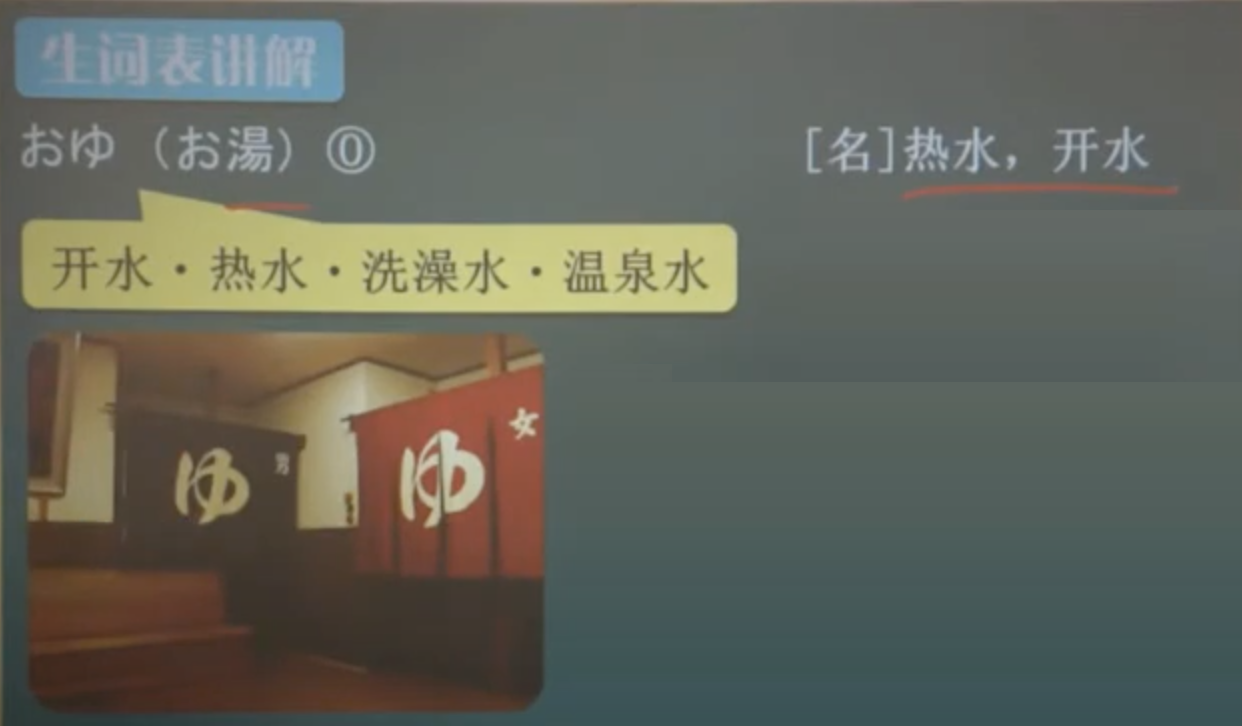 生词表讲解
おゆ（お湯）⓪ [名]热水，开水
开水・热水・洗澡水・温泉水
ゆ 男
ゆ 女